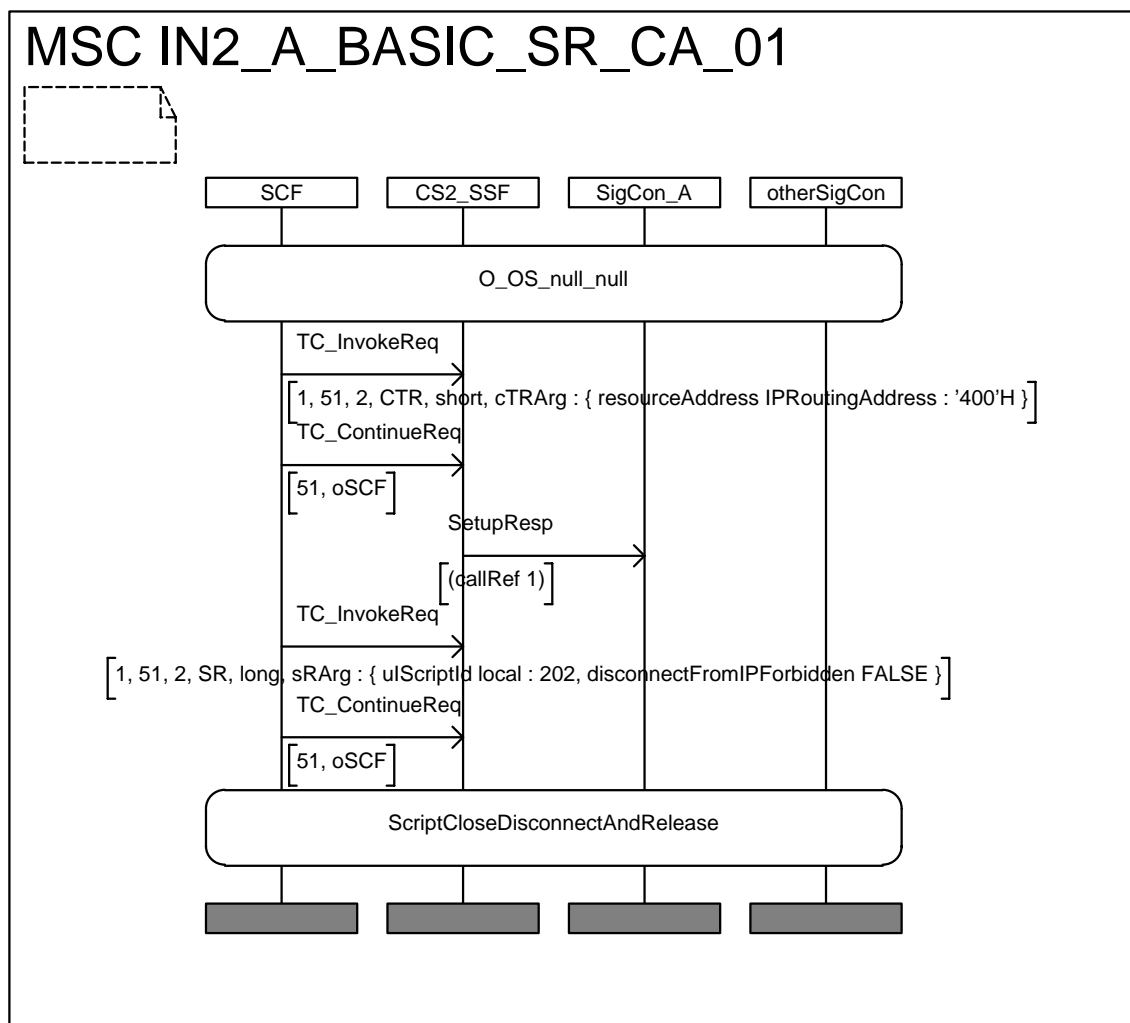 MSC IN2_A_BASIC_SR_CA_01
SCF CS2_SSF SigCon_A otherSigCon
O_OS_null_null
TC_InvokeReq
1, 51, 2, CTR, short, cTRArg : { resourceAddress IPRoutingAddress : '400'H }
TC_ContinueReq
51, oSCF
SetupResp
(callRef 1)
TC_InvokeReq
1, 51, 2, SR, long, sRArg : { uIScriptId local : 202, disconnectFromIPForbidden FALSE }
TC_ContinueReq
51, oSCF
ScriptCloseDisconnectAndRelease